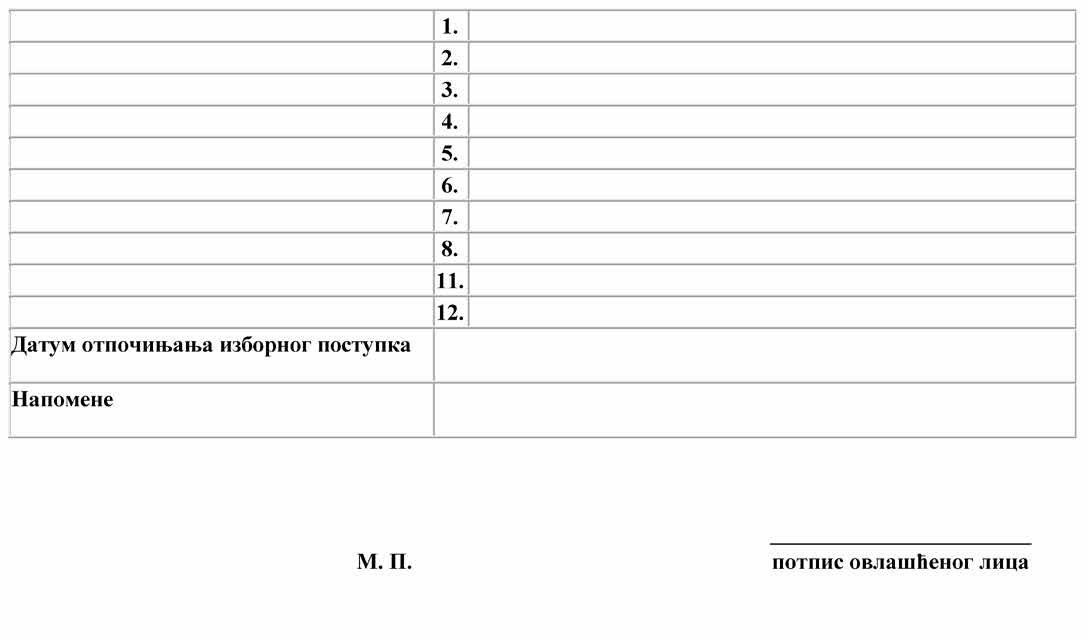 1.
2.
3.
4.
5.
6.
7.
8.
11.
12.
Датум отпочињања изборног поступка
Напомене
М. П.
потпис овлашћеног лица